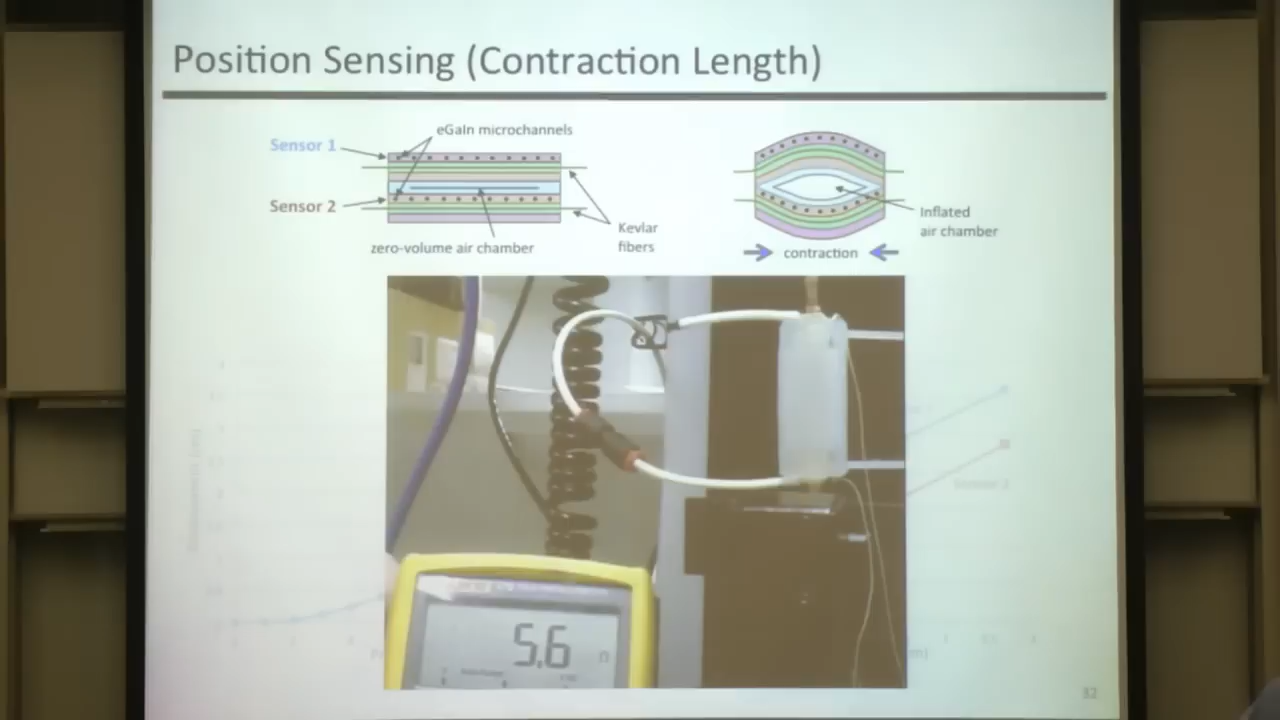 Position Sensing (Contraction Length)
eGaIn microchannels
Sensor 1
Sensor 2
zero-volume air chamber
Kevlar
fibers
Inflated
air chamber
contraction
5.6
Ω
32